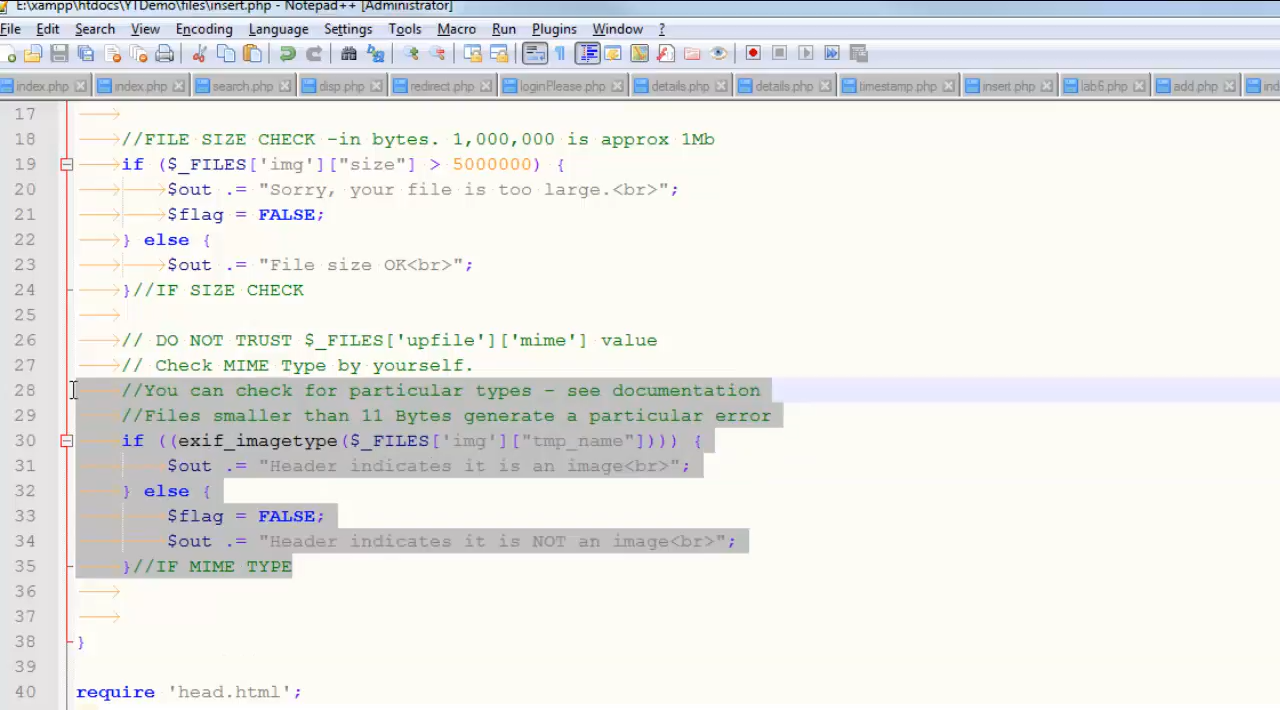 E:\xampp\htdocs\YTDemo\files\insert.php - Notepad++ [Administrator]
File Edit Search View Encoding Language Settings Tools Macro Run Plugins Window ?
index.php index.php search.php disp.php redirect.php loginPlease.php details.php details.php timestamp.php insert.php lab6.php add.php ind
17
18 //FILE SIZE CHECK -in bytes. 1,000,000 is approx 1Mb
19 if ($_FILES['img']["size"] > 5000000) {
20 $out .= "Sorry, your file is too large.<br>";
21 $flag = FALSE;
22 } else {
23 $out .= "File size OK<br>";
24 }//IF SIZE CHECK
25
26 // DO NOT TRUST $_FILES['upfile']['mime'] value
27 // Check MIME Type by yourself.
28 //You can check for particular types - see documentation
29 //Files smaller than 11 Bytes generate a particular error
30 if ((exif_imagetype($_FILES['img']["tmp_name"]))) {
31 $out .= "Header indicates it is an image<br>";
32 } else {
33 $flag = FALSE;
34 $out .= "Header indicates it is NOT an image<br>";
35 }//IF MIME TYPE
36
37
38 }
39
40 require 'head.html';